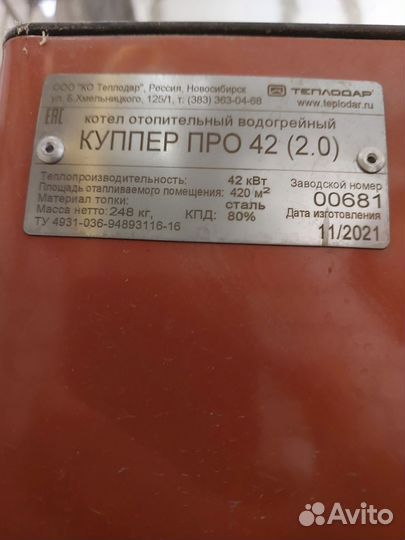 ООО "КО Теплодар", Россия, Новосибирск
ул. Б.Хмельницкого, 125/1, т. (383) 363-04-68
ТЕПЛОДАР®
www.teplodar.ru
ЕАС
котел отопительный водогрейный
КУППЕР ПРО 42 (2.0)
Теплопроизводительность: 42 кВт
Площадь отапливаемого помещения: 420 м²
Материал топки: сталь
Масса нетто: 248 кг, КПД: 80%
ТУ 4931-036-94893116-16
Заводской номер
00681
Дата изготовления
11/2021
Avito